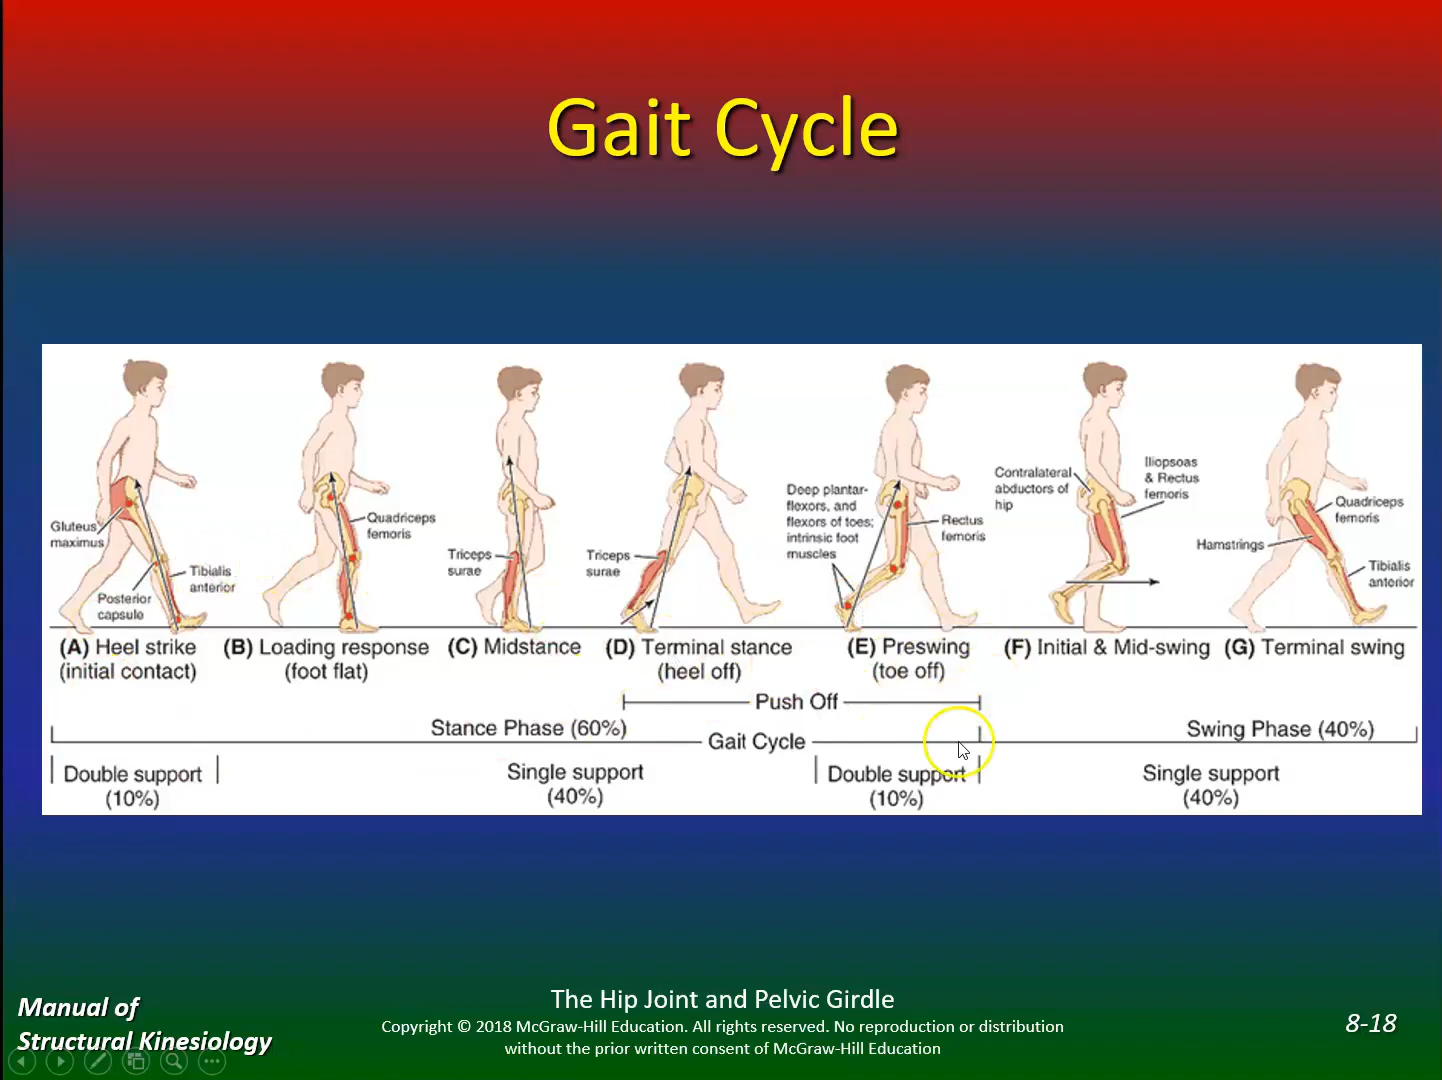 Gait Cycle
Gluteus
maximus
Posterior
capsule
Tibialis
anterior
Quadriceps
femoris
Triceps
surae
Triceps
surae
Deep plantar-
flexors, and
flexors of toes;
intrinsic foot
muscles
Rectus
femoris
Contralateral
abductors of
hip
Iliopsoas
& Rectus
femoris
Hamstrings
Quadriceps
femoris
Tibialis
anterior
(A) Heel strike
(initial contact)
(B) Loading response
(foot flat)
(C) Midstance
(D) Terminal stance
(heel off)
(E) Preswing
(toe off)
(F) Initial & Mid-swing
(G) Terminal swing
Push Off
Stance Phase (60%)
Gait Cycle
Swing Phase (40%)
Double support
(10%)
Single support
(40%)
Double support
(10%)
Single support
(40%)
Manual of
Structural Kinesiology
The Hip Joint and Pelvic Girdle
Copyright © 2018 McGraw-Hill Education. All rights reserved. No reproduction or distribution
without the prior written consent of McGraw-Hill Education
8-18